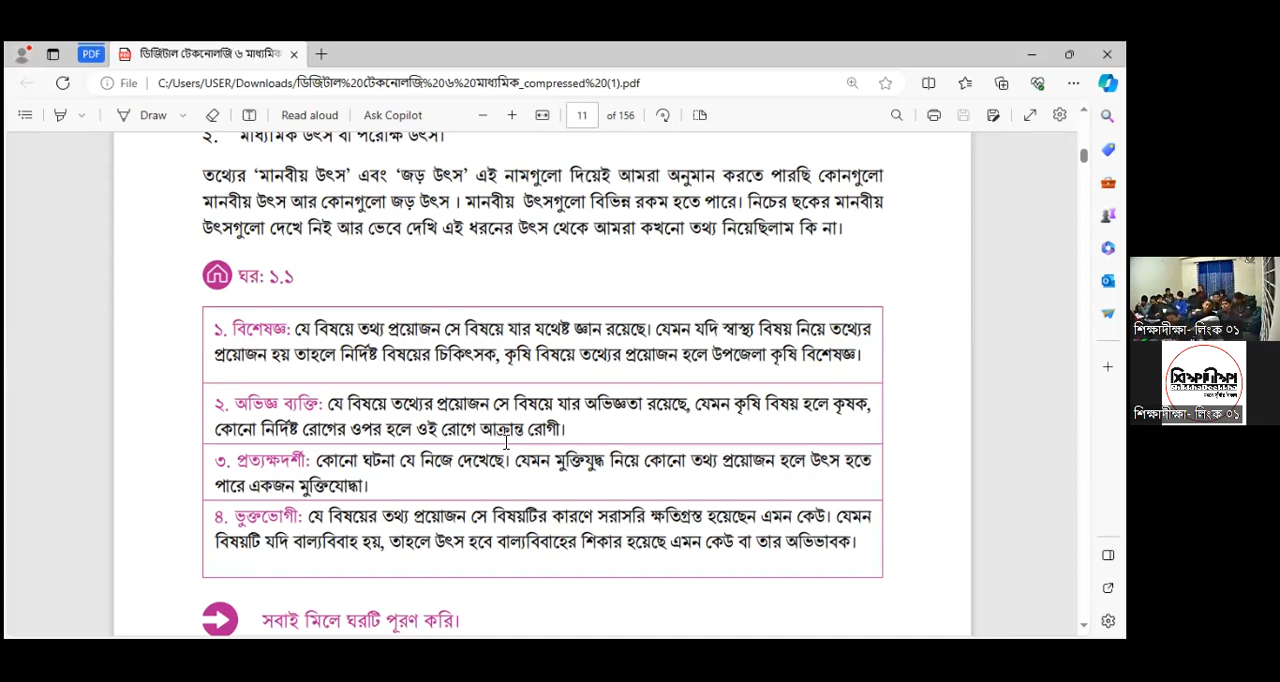 PDF
ডিজিটাল টেকনোলজি ৬ মাধ্যমিক
File C:/Users/USER/Downloads/ডিজিটাল%20টেকনোলজি%20৬%20মাধ্যমিক_compressed%20(1).pdf
Draw Read aloud Ask Copilot 11 of 156
২. মাধ্যমিক উৎস বা পরোক্ষ উৎস।
তথ্যের ‘মানবীয় উৎস’ এবং ‘জড় উৎস’ এই নামগুলো দিয়েই আমরা অনুমান করতে পারছি কোনগুলো
মানবীয় উৎস আর কোনগুলো জড় উৎস । মানবীয় উৎসগুলো বিভিন্ন রকম হতে পারে। নিচের ছকের মানবীয়
উৎসগুলো দেখে নিই আর ভেবে দেখি এই ধরনের উৎস থেকে আমরা কখনো তথ্য নিয়েছিলাম কি না।
ঘর: ১.১
১. বিশেষজ্ঞ: যে বিষয়ে তথ্য প্রয়োজন সে বিষয়ে যার যথেষ্ট জ্ঞান রয়েছে। যেমন যদি স্বাস্থ্য বিষয় নিয়ে তথ্যের
প্রয়োজন হয় তাহলে নির্দিষ্ট বিষয়ের চিকিৎসক, কৃষি বিষয়ে তথ্যের প্রয়োজন হলে উপজেলা কৃষি বিশেষজ্ঞ।
২. অভিজ্ঞ ব্যক্তি: যে বিষয়ে তথ্যের প্রয়োজন সে বিষয়ে যার অভিজ্ঞতা রয়েছে, যেমন কৃষি বিষয় হলে কৃষক,
কোনো নির্দিষ্ট রোগের ওপর হলে ওই রোগে আক্রান্ত রোগী।
৩. প্রত্যক্ষদর্শী: কোনো ঘটনা যে নিজে দেখেছে। যেমন মুক্তিযুদ্ধ নিয়ে কোনো তথ্য প্রয়োজন হলে উৎস হতে
পারে একজন মুক্তিযোদ্ধা।
৪. ভুক্তভোগী: যে বিষয়ের তথ্য প্রয়োজন সে বিষয়টির কারণে সরাসরি ক্ষতিগ্রস্ত হয়েছেন এমন কেউ। যেমন
বিষয়টি যদি বাল্যবিবাহ হয়, তাহলে উৎস হবে বাল্যবিবাহের শিকার হয়েছে এমন কেউ বা তার অভিভাবক।
সবাই মিলে ঘরটি পূরণ করি।
শিক্ষাদীক্ষা- লিংক ০১
শিক্ষাদীক্ষা
ShikkhaDeekkha
শিক্ষাদীক্ষা- লিংক ০১